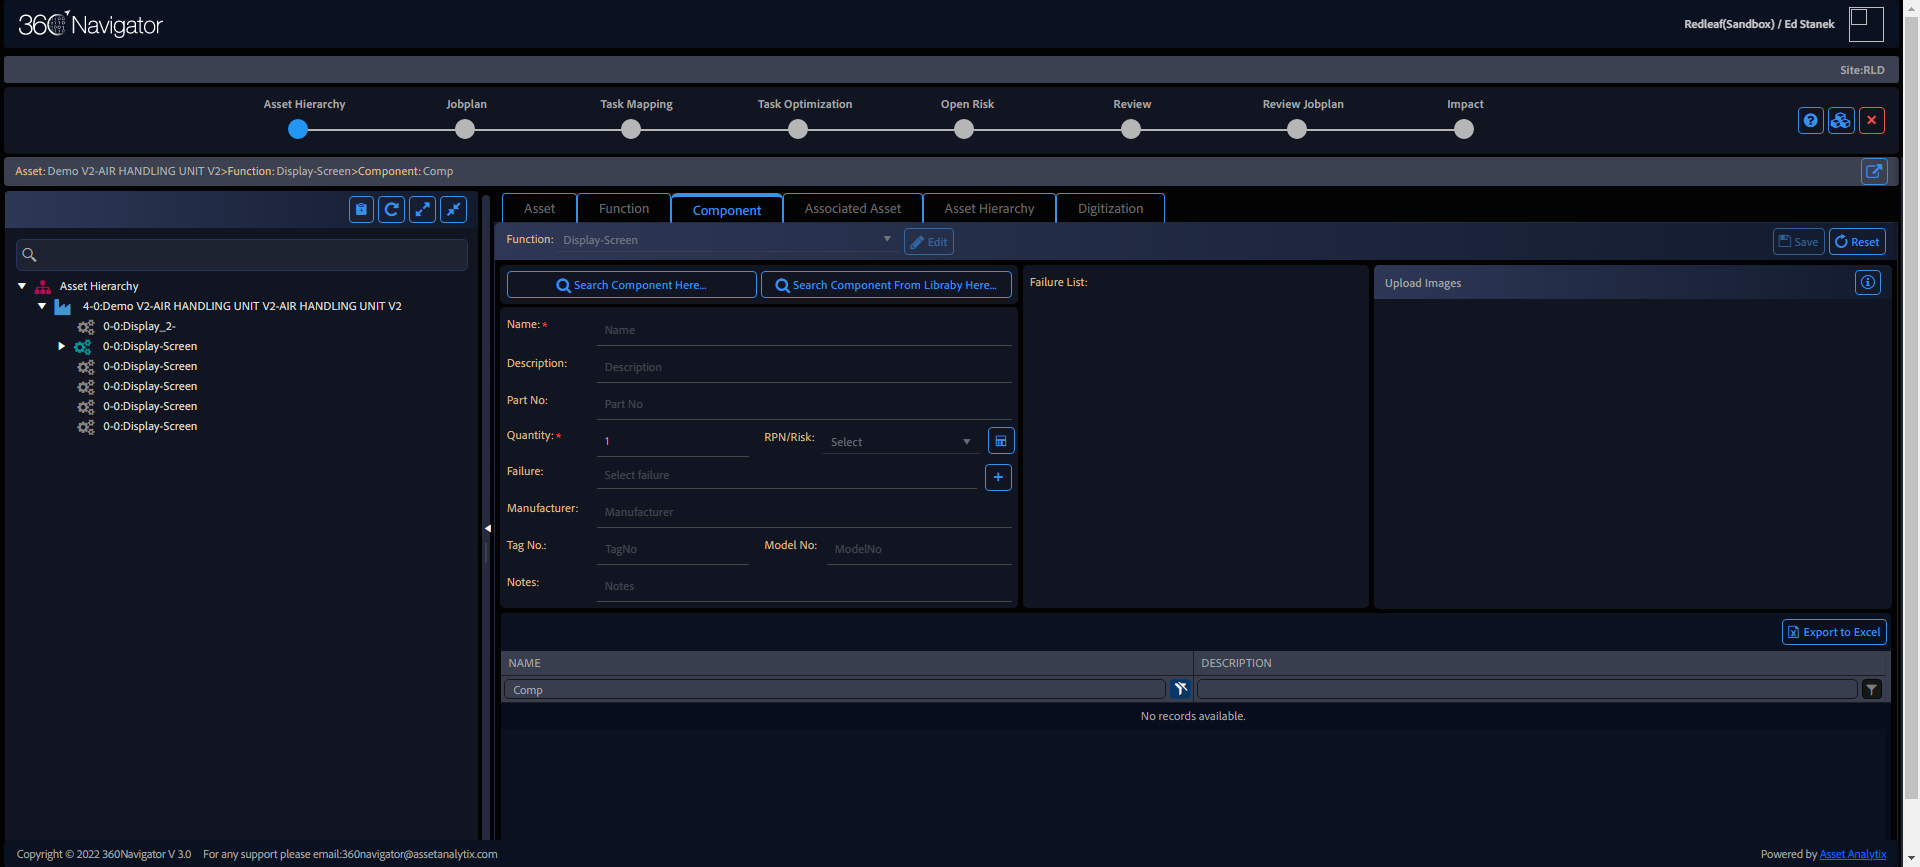 360 Navigator
Redleaf(Sandbox) / Ed Stanek
Site:RLD
Asset Hierarchy
Jobplan
Task Mapping
Task Optimization
Open Risk
Review
Review Jobplan
Impact
Asset: Demo V2-AIR HANDLING UNIT V2>Function: Display-Screen>Component: Comp
Asset
Function
Component
Associated Asset
Asset Hierarchy
Digitization
Function:
Display-Screen
Edit
Save
Reset
Asset Hierarchy
4-0:Demo V2-AIR HANDLING UNIT V2-AIR HANDLING UNIT V2
0-0:Display_2-
0-0:Display-Screen
0-0:Display-Screen
0-0:Display-Screen
0-0:Display-Screen
0-0:Display-Screen
Search Component Here...
Search Component From Libraby Here...
Failure List:
Upload Images
Name:*
Name
Description:
Description
Part No:
Part No
Quantity:*
1
RPN/Risk:
Select
Failure:
Select failure
Manufacturer:
Manufacturer
Tag No.:
TagNo
Model No:
ModelNo
Notes:
Notes
Export to Excel
NAME
DESCRIPTION
Comp
No records available.
Copyright © 2022 360Navigator V 3.0
For any support please email:360navigator@assetanalytix.com
Powered by Asset Analytix